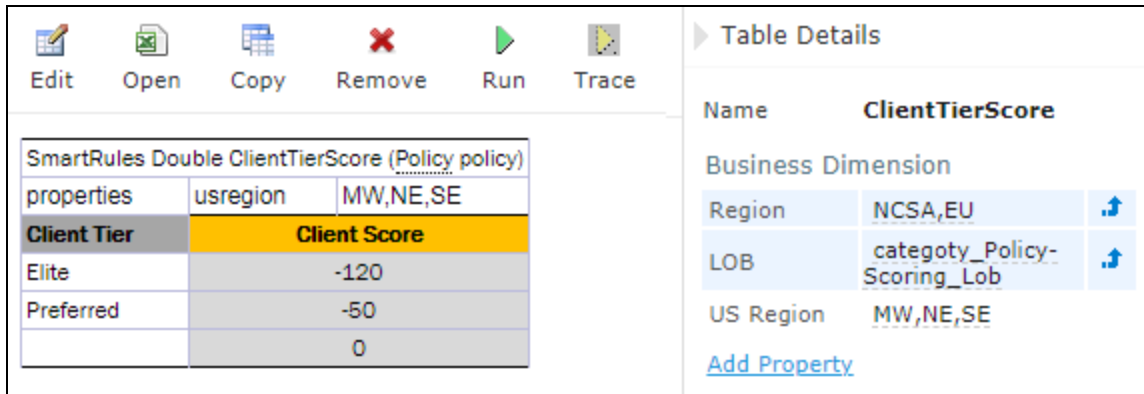 Edit Open Copy Remove Run Trace
SmartRules Double ClientTierScore (Policy policy)
properties usregion MW,NE,SE
Client Tier Client Score
Elite -120
Preferred -50
0
Table Details
Name ClientTierScore
Business Dimension
Region NCSA,EU
LOB categoty_Policy-
Scoring_Lob
US Region MW,NE,SE
Add Property